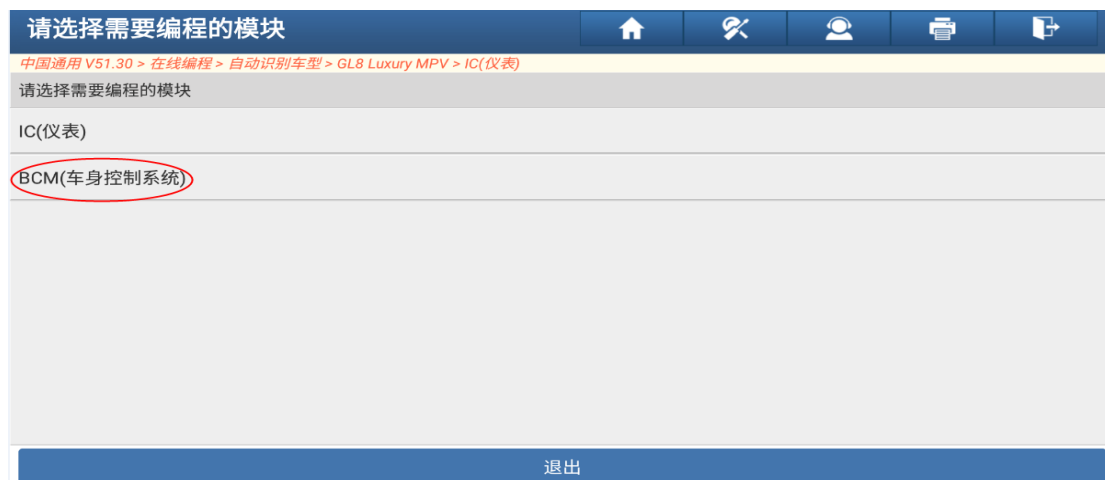 请选择需要编程的模块
中国通用 V51.30 > 在线编程 > 自动识别车型 > GL8 Luxury MPV > IC(仪表)
请选择需要编程的模块
IC(仪表)
BCM(车身控制系统)
退出